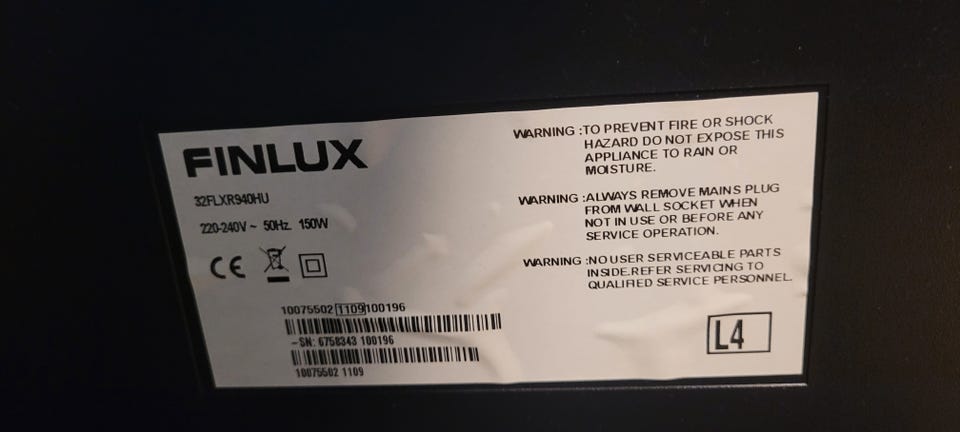 FINLUX
32FLXR940HU
220-240V ~ 50Hz. 150W
CE
10075502 1109 100196
-SN: 6758343 100196
10075502 1109
WARNING :TO PREVENT FIRE OR SHOCK
HAZARD DO NOT EXPOSE THIS
APPLIANCE TO RAIN OR
MOISTURE.
WARNING :ALWAYS REMOVE MAINS PLUG
FROM WALL SOCKET WHEN
NOT IN USE OR BEFORE ANY
SERVICE OPERATION.
WARNING :NO USER SERVICEABLE PARTS
INSIDE.REFER SERVICING TO
QUALIFIED SERVICE PERSONNEL.
L4